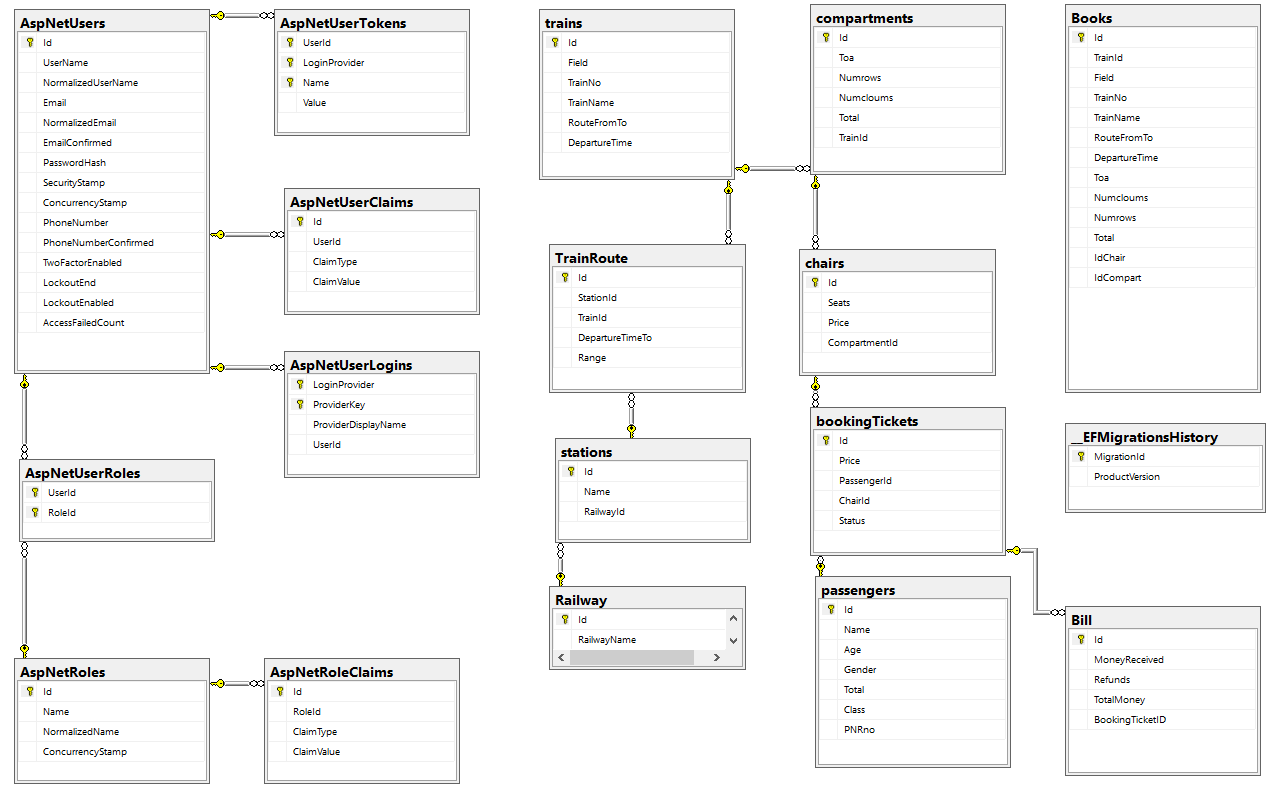 AspNetUsers
Id
UserName
NormalizedUserName
Email
NormalizedEmail
EmailConfirmed
PasswordHash
SecurityStamp
ConcurrencyStamp
PhoneNumber
PhoneNumberConfirmed
TwoFactorEnabled
LockoutEnd
LockoutEnabled
AccessFailedCount
AspNetUserTokens
UserId
LoginProvider
Name
Value
AspNetUserClaims
Id
UserId
ClaimType
ClaimValue
AspNetUserLogins
LoginProvider
ProviderKey
ProviderDisplayName
UserId
AspNetUserRoles
UserId
RoleId
AspNetRoles
Id
Name
NormalizedName
ConcurrencyStamp
AspNetRoleClaims
Id
RoleId
ClaimType
ClaimValue
trains
Id
Field
TrainNo
TrainName
RouteFromTo
DepartureTime
TrainRoute
Id
StationId
TrainId
DepartureTimeTo
Range
stations
Id
Name
RailwayId
Railway
Id
RailwayName
compartments
Id
Toa
Numrows
Numcloums
Total
TrainId
chairs
Id
Seats
Price
CompartmentId
bookingTickets
Id
Price
PassengerId
ChairId
Status
passengers
Id
Name
Age
Gender
Total
Class
PNRno
Books
Id
TrainId
Field
TrainNo
TrainName
RouteFromTo
DepartureTime
Toa
Numcloums
Numrows
Total
IdChair
IdCompart
__EFMigrationsHistory
MigrationId
ProductVersion
Bill
Id
MoneyReceived
Refunds
TotalMoney
BookingTicketID